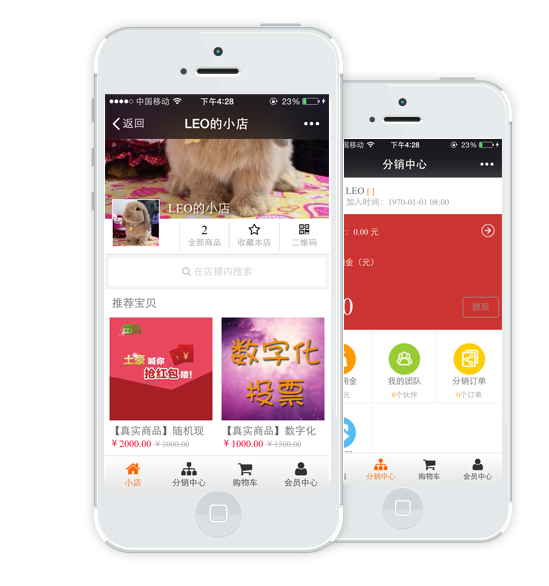 中国移动 下午4:28 23%
返回 LEO的小店
LEO的小店
2
全部商品 收藏本店 二维码
在店铺内搜索
推荐宝贝
土豪 喊你
抢红包 喽！
¥
数字化
投票
【真实商品】随机现
¥2000.00 ¥3000.00
【真实商品】数字化
¥1000.00 ¥1500.00
小店 分销中心 购物车 会员中心
国移动 下午4:28 23%
分销中心
LEO [ ]
加入时间：1970-01-01 08:00
：0.00 元
金（元）
0
提现
佣金 我的团队 分销订单
元 0个伙伴 0个订单
分销中心 购物车 会员中心